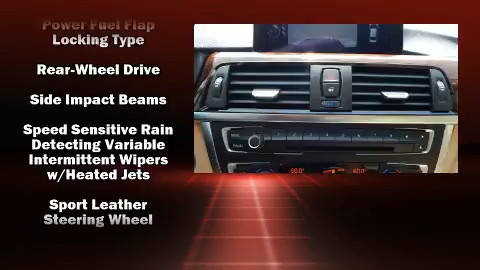 Power Fuel Flap
Locking Type
Rear-Wheel Drive
Side Impact Beams
Speed Sensitive Rain
Detecting Variable
Intermittent Wipers
w/Heated Jets
Sport Leather
Steering Wheel